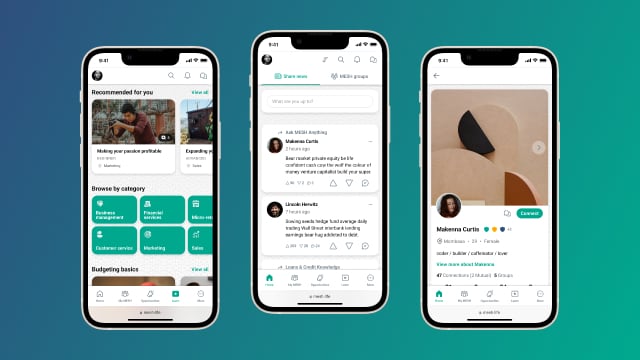 9:41
Recommended for you
View all
Making your passion profitable
Marketing
Browse by category
Business
management
Financial
services
Customer service
Marketing
Sales
Budgeting basics
View all
Home
My MESH
Opportunities
Learn
More
mesh.life
9:41
Share news
MESH groups
What are you up to?
Ask MESH Anything
Makenna Curtis
2 hours ago
Bear market private equity be life
confident cash care the wolf the colour of
money venture capitalist build your super
Lincoln Herwitz
7 hours ago
Saving seeds hedge fund average daily
trading Wall Street interbank lending
earnings bear hug addicted to debt.
Loans & Credit Knowledge
Home
My MESH
Opportunities
Learn
More
mesh.life
9:41
Connect
Makenna Curtis
Mombasa • 29 • Female
coder / builder / caffeinator / lover
View more about Makenna
47 Connections (2 Mutual) 5 Groups
Home
My MESH
Opportunities
Learn
More
mesh.life